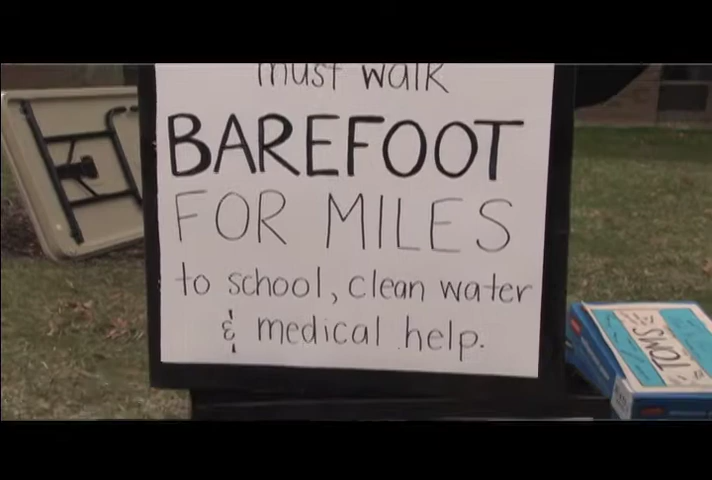 must walk
BAREFOOT
FOR MILES
to school, clean water
& medical help.
TOMS